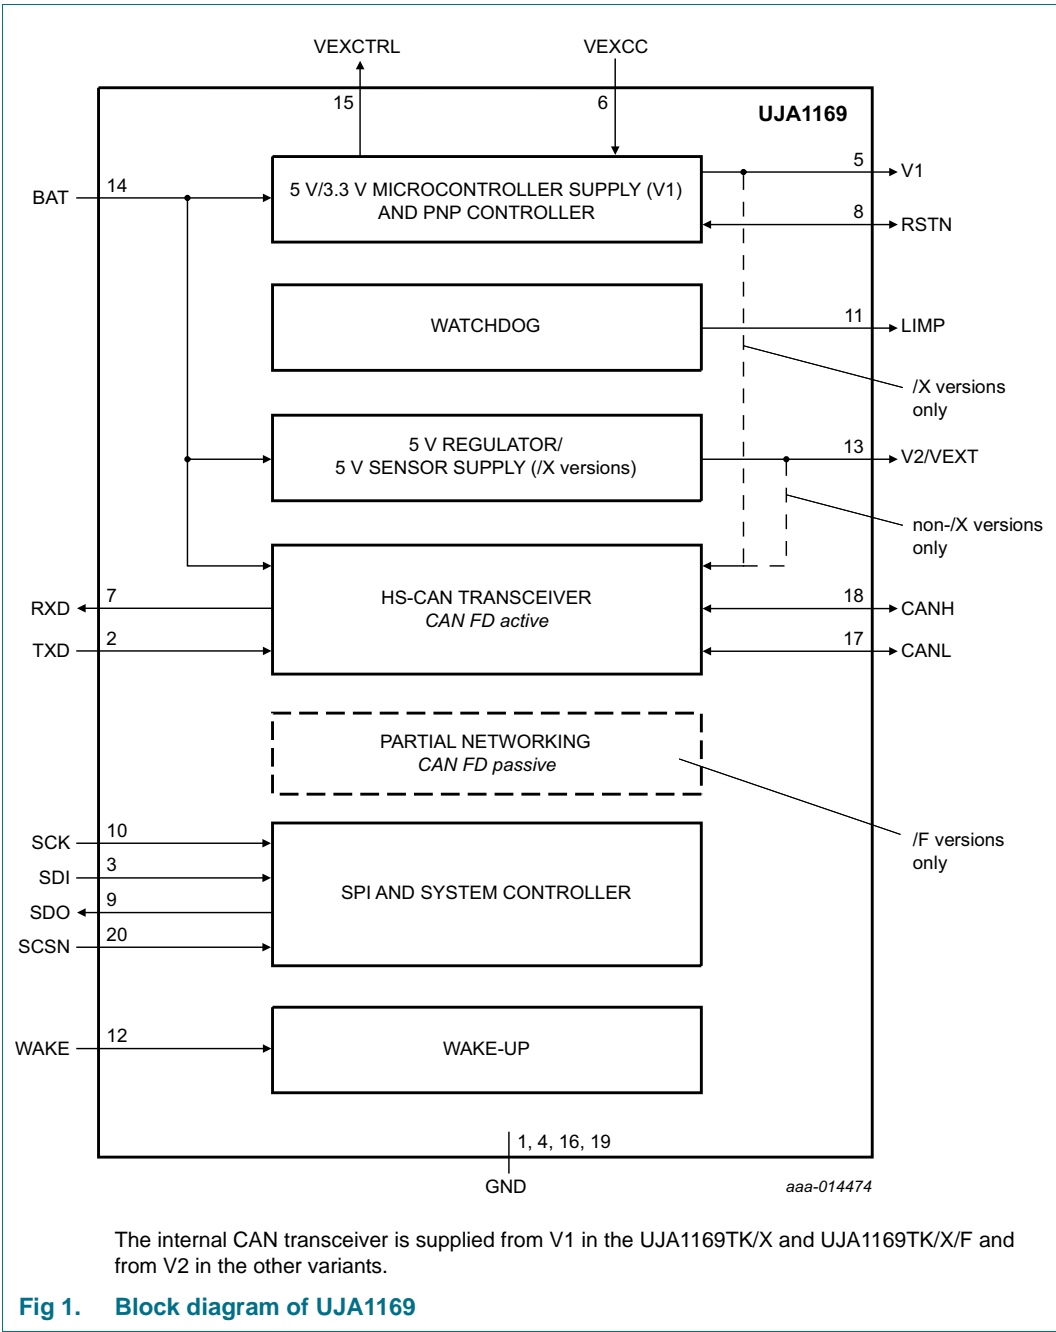 VEXCTRL
VEXCC
15
6
UJA1169
BAT
14
5 V/3.3 V MICROCONTROLLER SUPPLY (V1)
AND PNP CONTROLLER
5
V1
8
RSTN
WATCHDOG
11
LIMP
/X versions
only
5 V REGULATOR/
5 V SENSOR SUPPLY (/X versions)
13
V2/VEXT
non-/X versions
only
RXD
7
TXD
2
HS-CAN TRANSCEIVER
CAN FD active
18
CANH
17
CANL
PARTIAL NETWORKING
CAN FD passive
/F versions
only
SCK
10
SDI
3
SDO
9
SCSN
20
SPI AND SYSTEM CONTROLLER
WAKE
12
WAKE-UP
1, 4, 16, 19
GND
aaa-014474
The internal CAN transceiver is supplied from V1 in the UJA1169TK/X and UJA1169TK/X/F and
from V2 in the other variants.
Fig 1. Block diagram of UJA1169